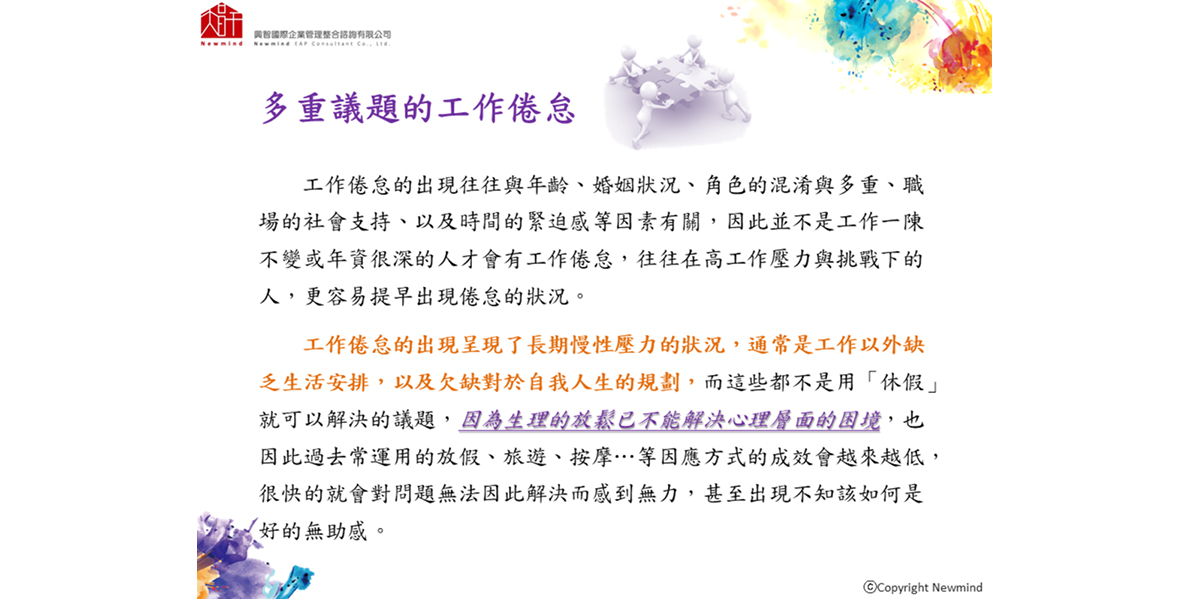 興智國際企業管理整合諮詢有限公司
Newmind
Newmind EAP Consultant Co., Ltd.
多重議題的工作倦怠
工作倦怠的出現往往與年齡、婚姻狀況、角色的混淆與多重、職
場的社會支持、以及時間的緊迫感等因素有關，因此並不是工作一陳
不變或年資很深的人才會有工作倦怠，往往在高工作壓力與挑戰下的
人，更容易提早出現倦怠的狀況。
工作倦怠的出現呈現了長期慢性壓力的狀況，通常是工作以外缺
乏生活安排，以及欠缺對於自我人生的規劃，而這些都不是用「休假」
就可以解決的議題，因為生理的放鬆已不能解決心理層面的困境，也
因此過去常運用的放假、旅遊、按摩…等因應方式的成效會越來越低，
很快的就會對問題無法因此解決而感到無力，甚至出現不知該如何是
好的無助感。
ⓒCopyright Newmind